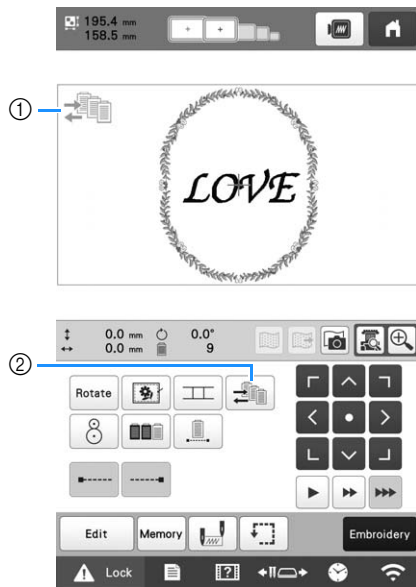 195.4 mm
158.5 mm
①
LOVE
0.0 mm 0.0°
0.0 mm 9
②
Rotate
Edit Memory Embroidery
Lock